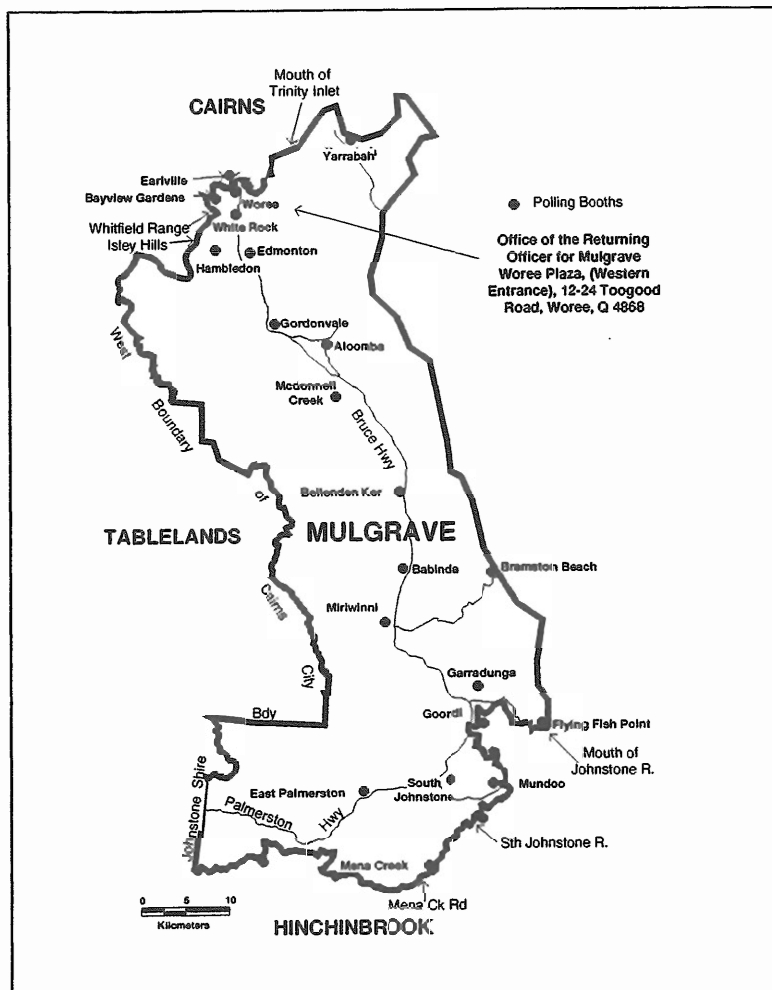 Mouth of
Trinity Inlet
CAIRNS
Yarrabah
Earlville
Bayview Gardens
Woree
White Rock
Whitfield Range
Isley Hills
Hambledon
Edmonton
Polling Booths
Office of the Returning
Officer for Mulgrave
Woree Plaza, (Western
Entrance), 12-24 Toogood
Road, Woree, Q 4868
Gordonvale
Aloomba
Mcdonnell
Creek
Bruce Hwy
West
Boundary
of
Cairns
City
Bdy
Bellenden Ker
TABLELANDS
MULGRAVE
Babinda
Bramston Beach
Miriwinni
Garradunga
Goondi
Flying Fish Point
Mouth of
Johnstone R.
Johnstone Shire
East Palmerston
South
Johnstone
Mundoo
Palmerston
Hwy
Sth Johnstone R.
Mena Creek
Mena Ck Rd
0 5 10
Kilometers
HINCHINBROOK